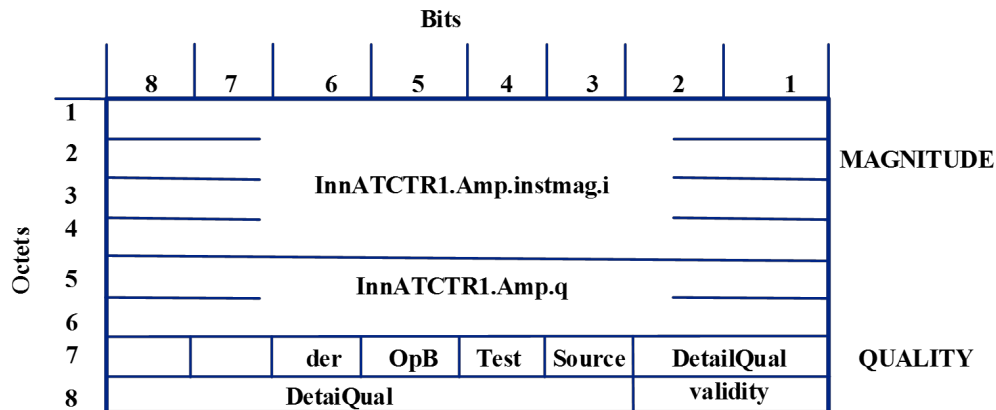 Bits
8 7 6 5 4 3 2 1
1
2 MAGNITUDE
InnATCTR1.Amp.instmag.i
3
4
Octets
5 InnATCTR1.Amp.q
6
7 der OpB Test Source DetailQual QUALITY
8 DetaiQual validity